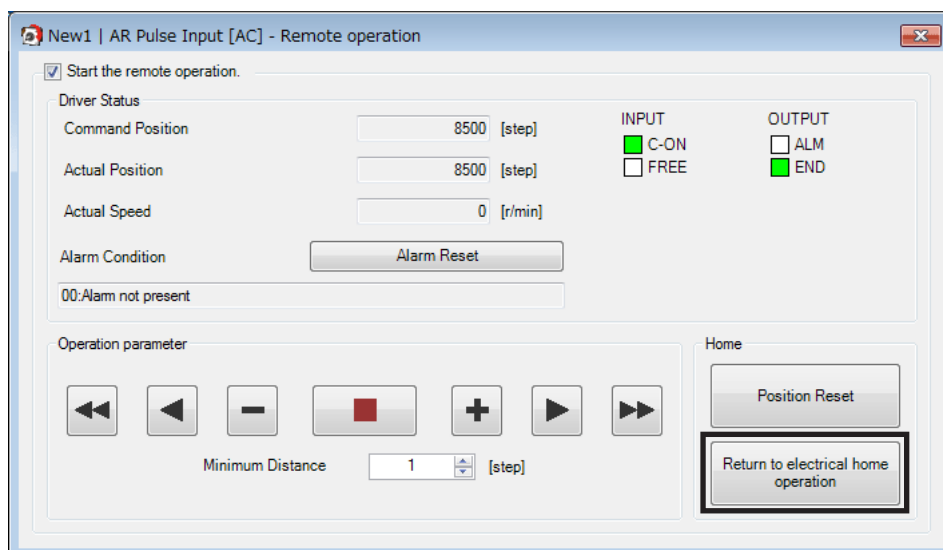 New1 | AR Pulse Input [AC] - Remote operation
Start the remote operation.
Driver Status
Command Position 8500 [step]
Actual Position 8500 [step]
Actual Speed 0 [r/min]
INPUT
C-ON
FREE
OUTPUT
ALM
END
Alarm Condition Alarm Reset
00:Alarm not present
Operation parameter
Minimum Distance 1 [step]
Home
Position Reset
Return to electrical home
operation